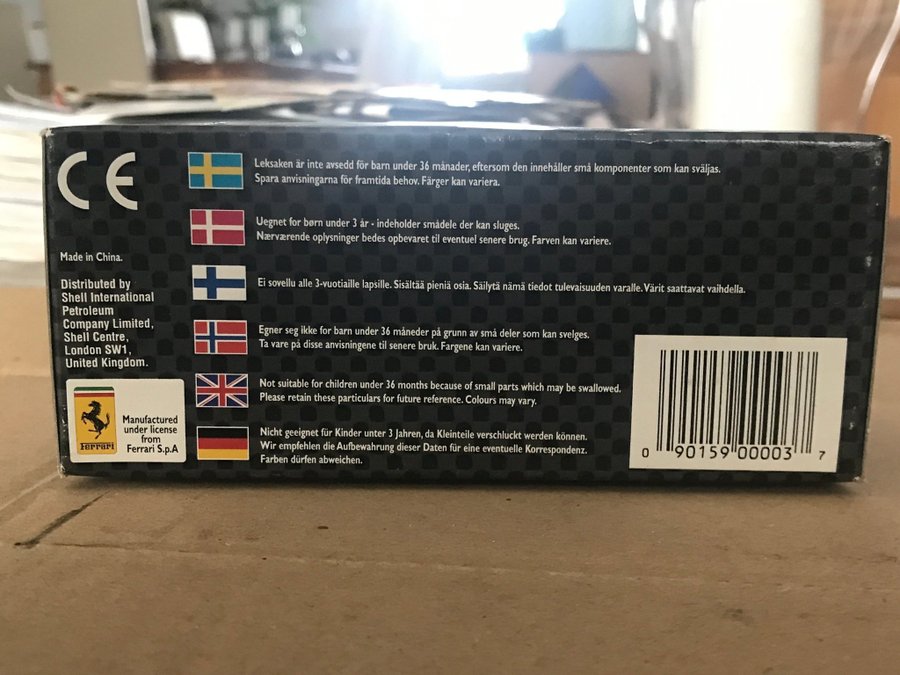 CE
Made in China.
Distributed by
Shell International
Petroleum
Company Limited,
Shell Centre,
London SW1,
United Kingdom.
Ferrari
Manufactured
under license
from
Ferrari S.p.A
Leksaken är inte avsedd för barn under 36 månader, eftersom den innehåller små komponenter som kan sväljas.
Spara anvisningarna för framtida behov. Färger kan variera.
Uegnet for børn under 3 år - indeholder smådele der kan sluges.
Nærværende oplysninger bedes opbevaret til eventuel senere brug. Farven kan variere.
Ei sovellu alle 3-vuotiaille lapsille. Sisältää pieniä osia. Säilytä nämä tiedot tulevaisuuden varalle. Värit saattavat vaihdella.
Egner seg ikke for barn under 36 måneder på grunn av små deler som kan svelges.
Ta vare på disse anvisningene til senere bruk. Fargene kan variere.
Not suitable for children under 36 months because of small parts which may be swallowed.
Please retain these particulars for future reference. Colours may vary.
Nicht geeignet für Kinder unter 3 Jahren, da Kleinteile verschluckt werden können.
Wir empfehlen die Aufbewahrung dieser Daten für eine eventuelle Korrespondenz.
Farben dürfen abweichen.
0 90159 00003 7